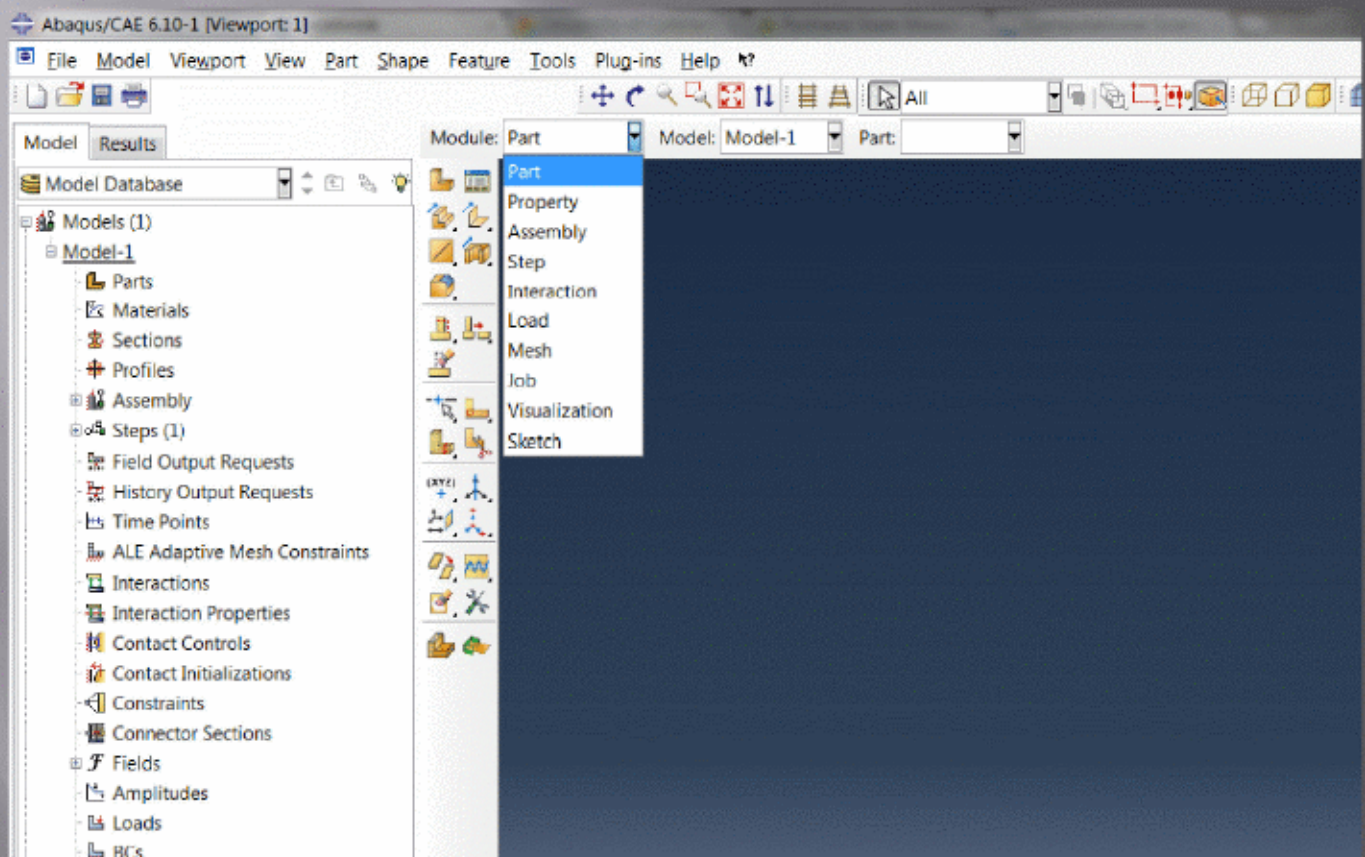 Abaqus/CAE 6.10-1 [Viewport: 1]
File Model Viewport View Part Shape Feature Tools Plug-ins Help
All
Model Results
Module: Part Model: Model-1 Part:
Model Database
Part
Property
Assembly
Step
Interaction
Load
Mesh
Job
Visualization
Sketch
Models (1)
Model-1
Parts
Materials
Sections
Profiles
Assembly
Steps (1)
Field Output Requests
History Output Requests
Time Points
ALE Adaptive Mesh Constraints
Interactions
Interaction Properties
Contact Controls
Contact Initializations
Constraints
Connector Sections
Fields
Amplitudes
Loads
BCs
(XYZ)